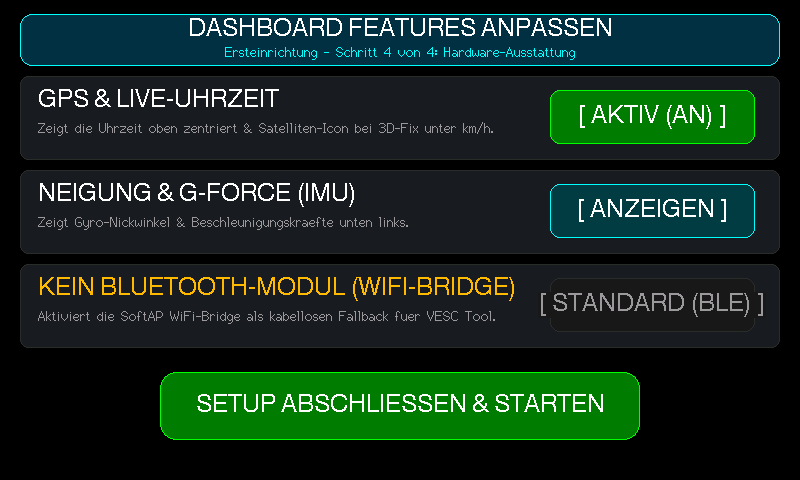 DASHBOARD FEATURES ANPASSEN
Ersteinrichtung - Schritt 4 von 4: Hardware-Ausstattung
GPS & LIVE-UHRZEIT
Zeigt die Uhrzeit oben zentriert & Satelliten-Icon bei 3D-Fix unter km/h.
[ AKTIV (AN) ]
NEIGUNG & G-FORCE (IMU)
Zeigt Gyro-Nickwinkel & Beschleunigungskraefte unten links.
[ ANZEIGEN ]
KEIN BLUETOOTH-MODUL (WIFI-BRIDGE)
Aktiviert die SoftAP WiFi-Bridge als kabellosen Fallback fuer VESC Tool.
[ STANDARD (BLE) ]
SETUP ABSCHLIESSEN & STARTEN